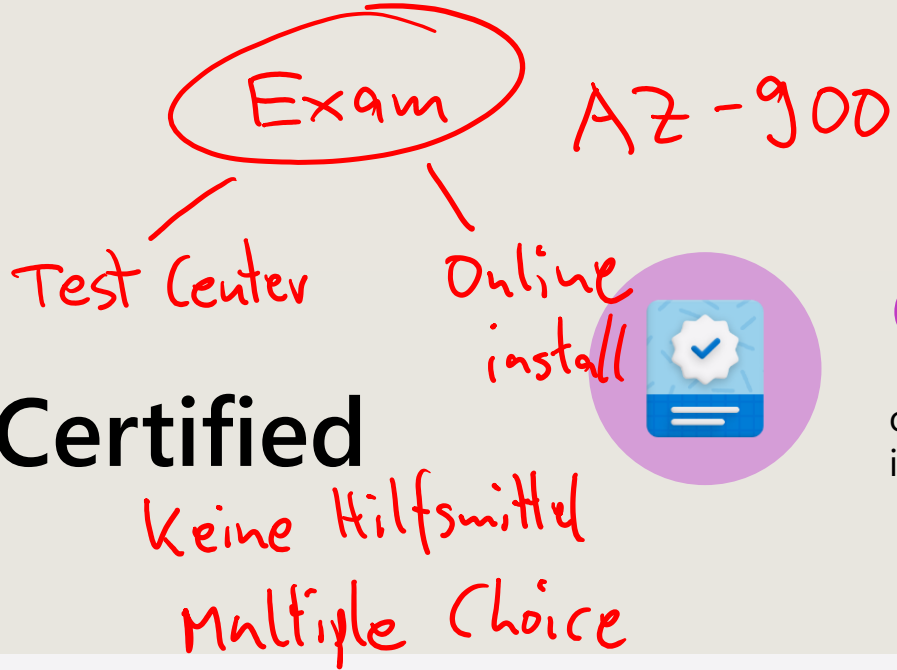 Exam
AZ-900
Test Center
Online
install
Certified
Keine Hilfsmittel
Multiple Choice